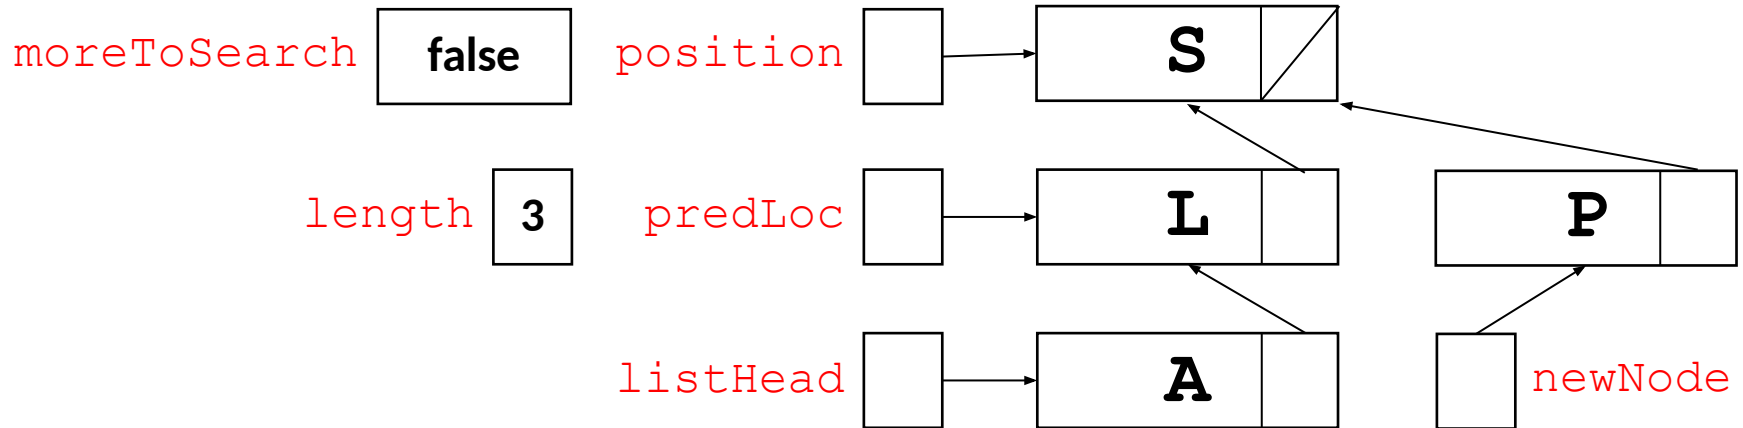 moreToSearch false position S
length 3 predLoc L P
listHead A newNode